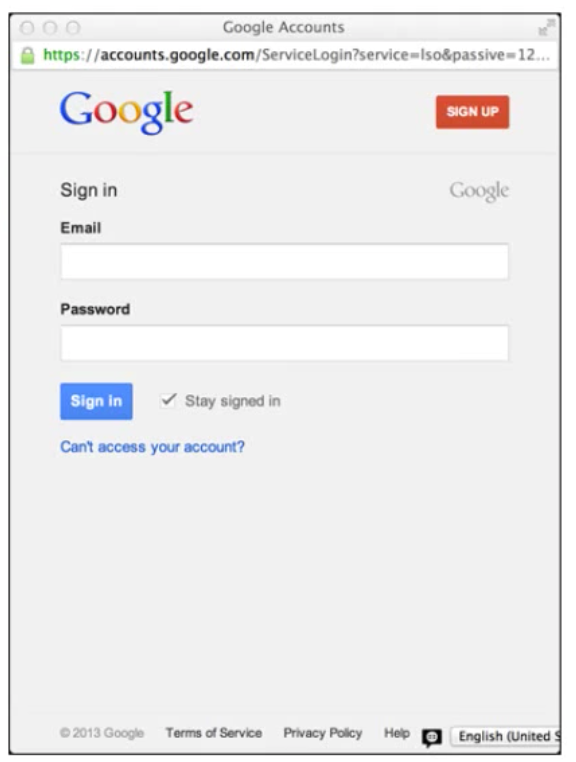 Google Accounts
https://accounts.google.com/ServiceLogin?service=lso&passive=12...
Google
SIGN UP
Sign in
Google
Email
Password
Sign in
Stay signed in
Can't access your account?
© 2013 Google Terms of Service Privacy Policy Help English (United S